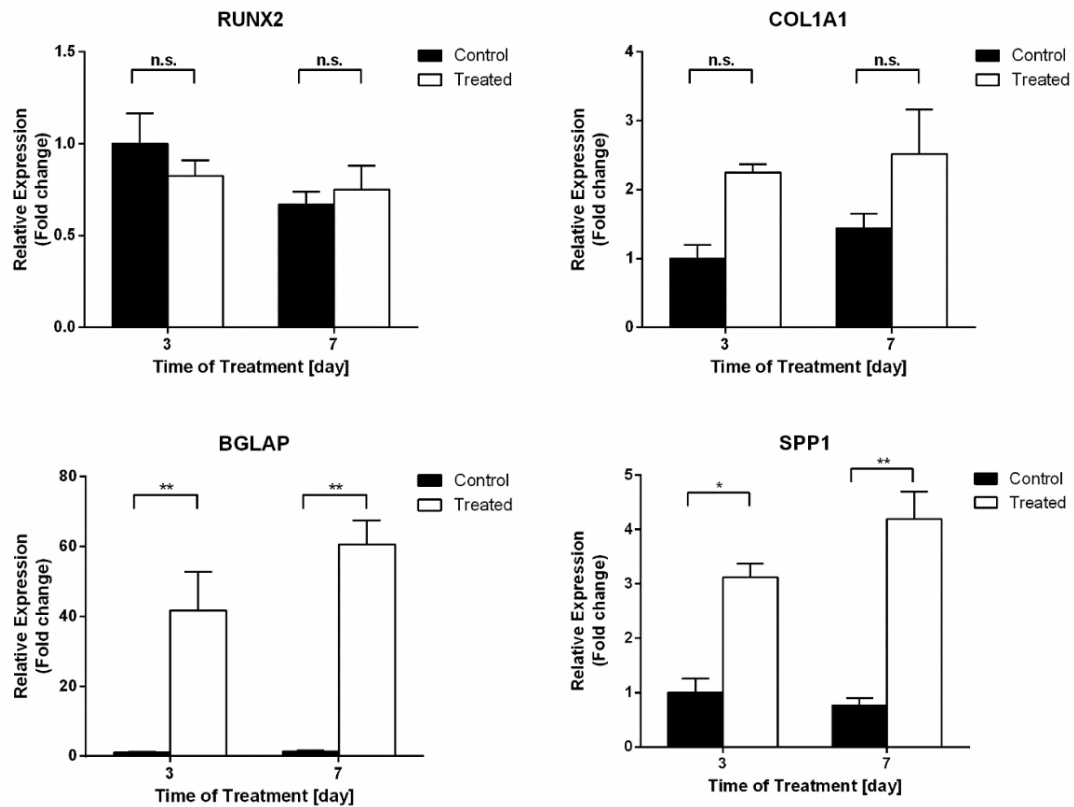 RUNX2
1.5
1.0
0.5
0.0
Relative Expression
(Fold change)
n.s.
n.s.
Control
Treated
3
7
Time of Treatment [day]
COL1A1
4
3
2
1
0
Relative Expression
(Fold change)
n.s.
n.s.
Control
Treated
3
7
Time of Treatment [day]
BGLAP
80
60
40
20
0
Relative Expression
(Fold change)
**
**
Control
Treated
3
7
Time of Treatment [day]
SPP1
5
4
3
2
1
0
Relative Expression
(Fold change)
*
**
Control
Treated
3
7
Time of Treatment [day]